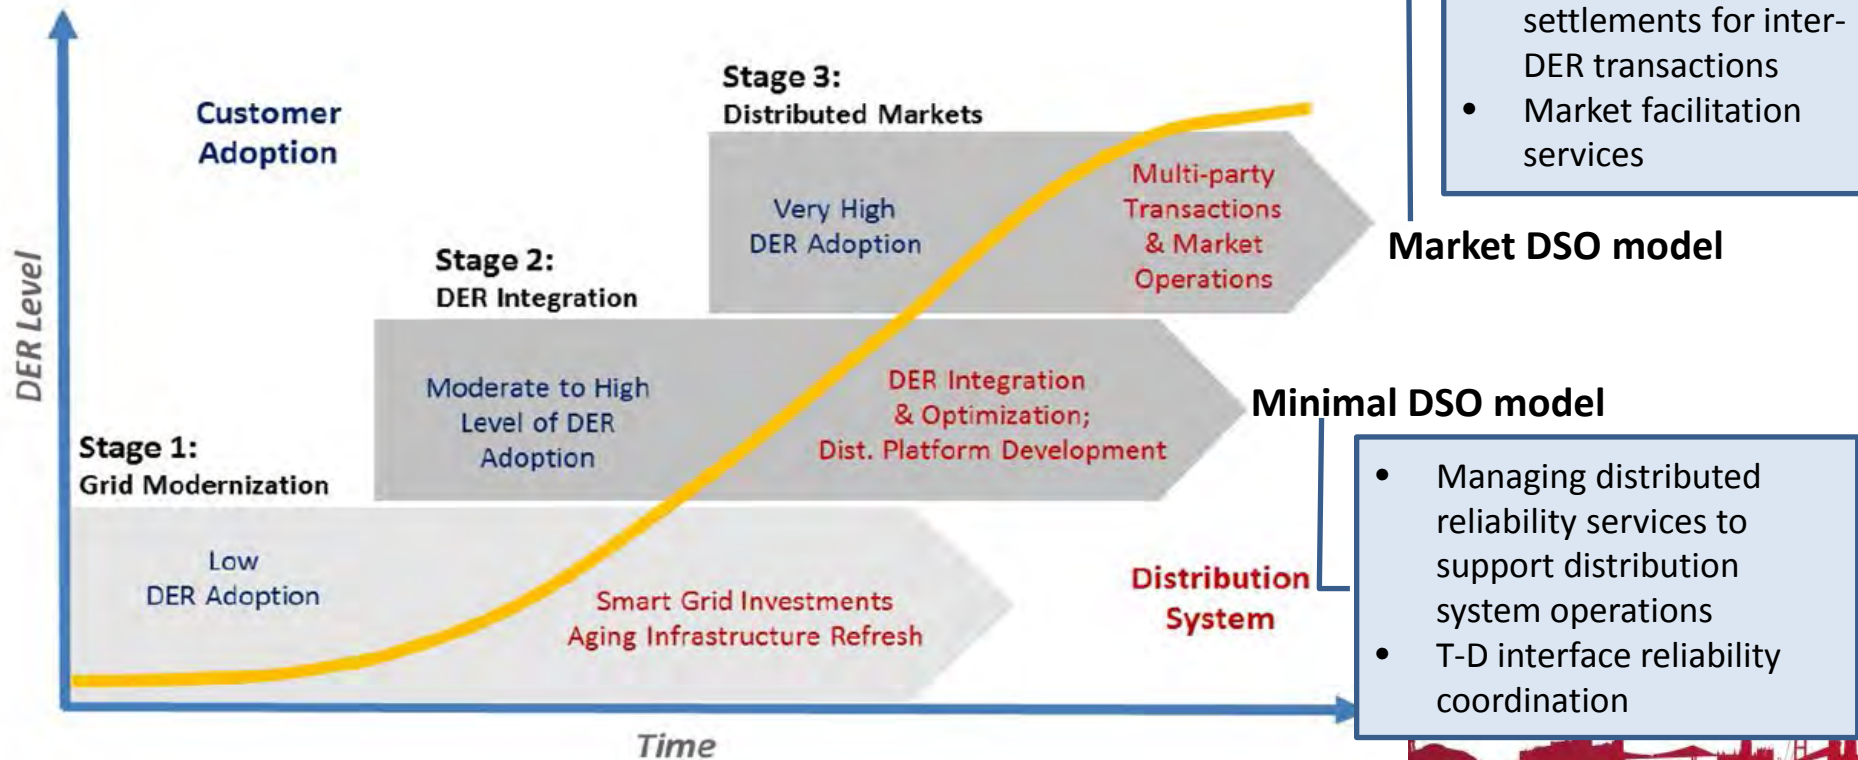 settlements for inter-
DER transactions
• Market facilitation
services
Customer
Adoption
Stage 3:
Distributed Markets
Very High
DER Adoption
Multi-party
Transactions
& Market
Operations
Market DSO model
Stage 2:
DER Integration
Moderate to High
Level of DER
Adoption
DER Integration
& Optimization;
Dist. Platform Development
Minimal DSO model
• Managing distributed
reliability services to
support distribution
system operations
• T-D interface reliability
coordination
Stage 1:
Grid Modernization
Low
DER Adoption
Smart Grid Investments
Aging Infrastructure Refresh
Distribution
System
DER Level
Time